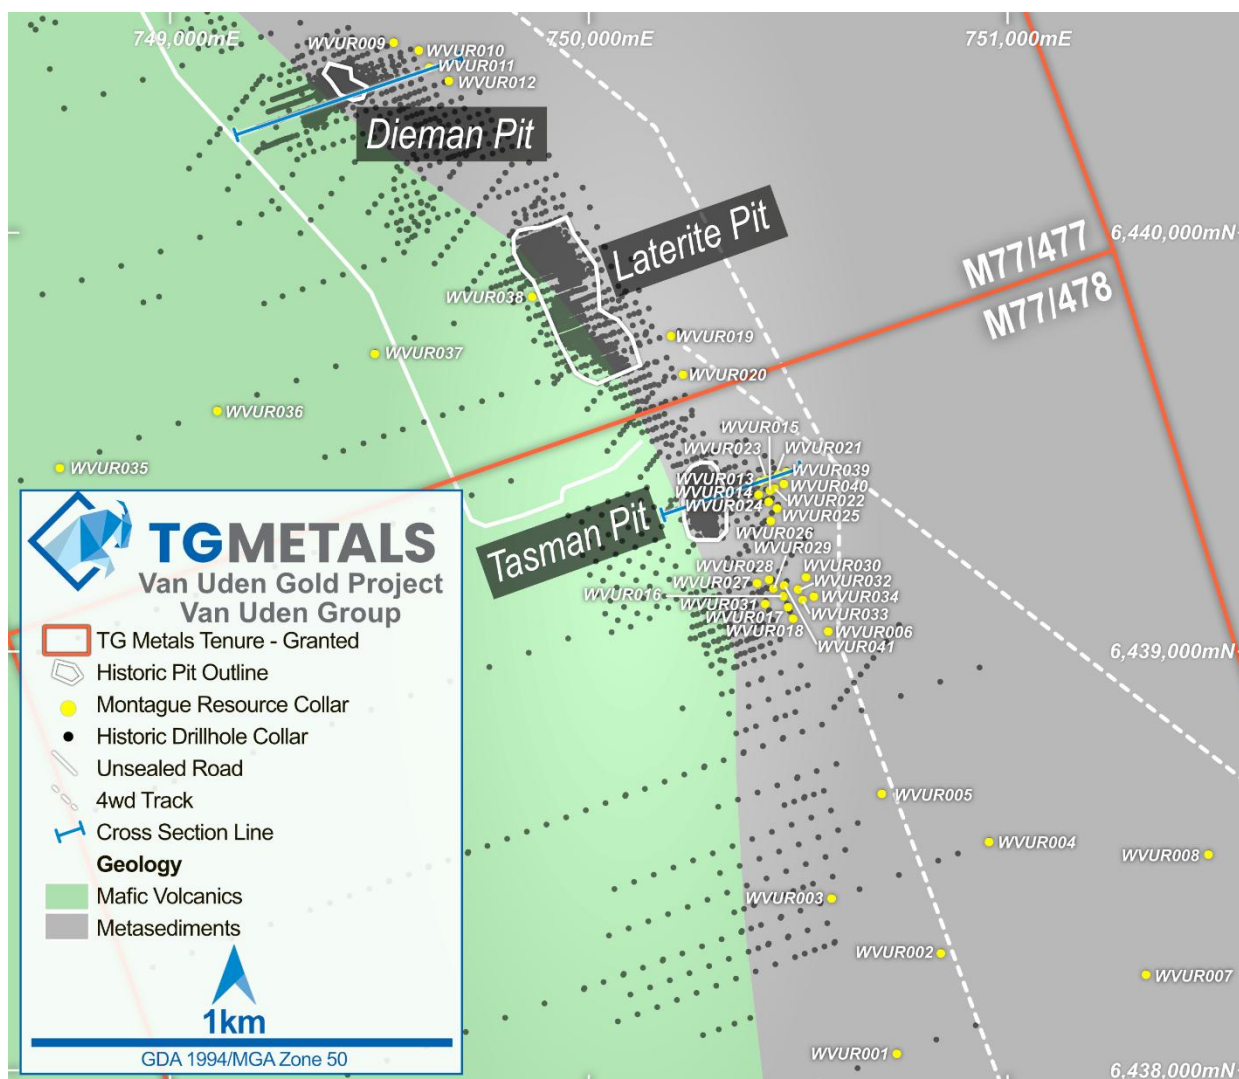 749,000mE
750,000mE
751,000mE
WVUR009
WVUR010
WVUR011
WVUR012
Dieman Pit
Laterite Pit
M77/477
6,440,000mN
M77/478
WVUR038
WVUR019
WVUR037
WVUR020
WVUR036
WVUR015
WVUR023
WVUR021
WVUR035
WVUR013
WVUR039
WVUR014
WVUR040
WVUR024
WVUR022
WVUR025
Tasman Pit
WVUR026
WVUR029
WVUR028
WVUR030
WVUR027
WVUR032
WVUR016
WVUR034
WVUR031
WVUR033
WVUR017
WVUR018
WVUR006
WVUR041
6,439,000mN
TGMETALS
Van Uden Gold Project
Van Uden Group
TG Metals Tenure - Granted
Historic Pit Outline
Montague Resource Collar
Historic Drillhole Collar
Unsealed Road
4wd Track
Cross Section Line
Geology
Mafic Volcanics
Metasediments
1km
GDA 1994/MGA Zone 50
WVUR005
WVUR004
WVUR008
WVUR003
WVUR002
WVUR007
WVUR001
6,438,000mN